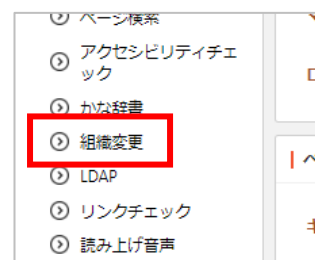 ページ検索
アクセシビリティチェ
ック
かな辞書
組織変更
LDAP
リンクチェック
読み上げ音声